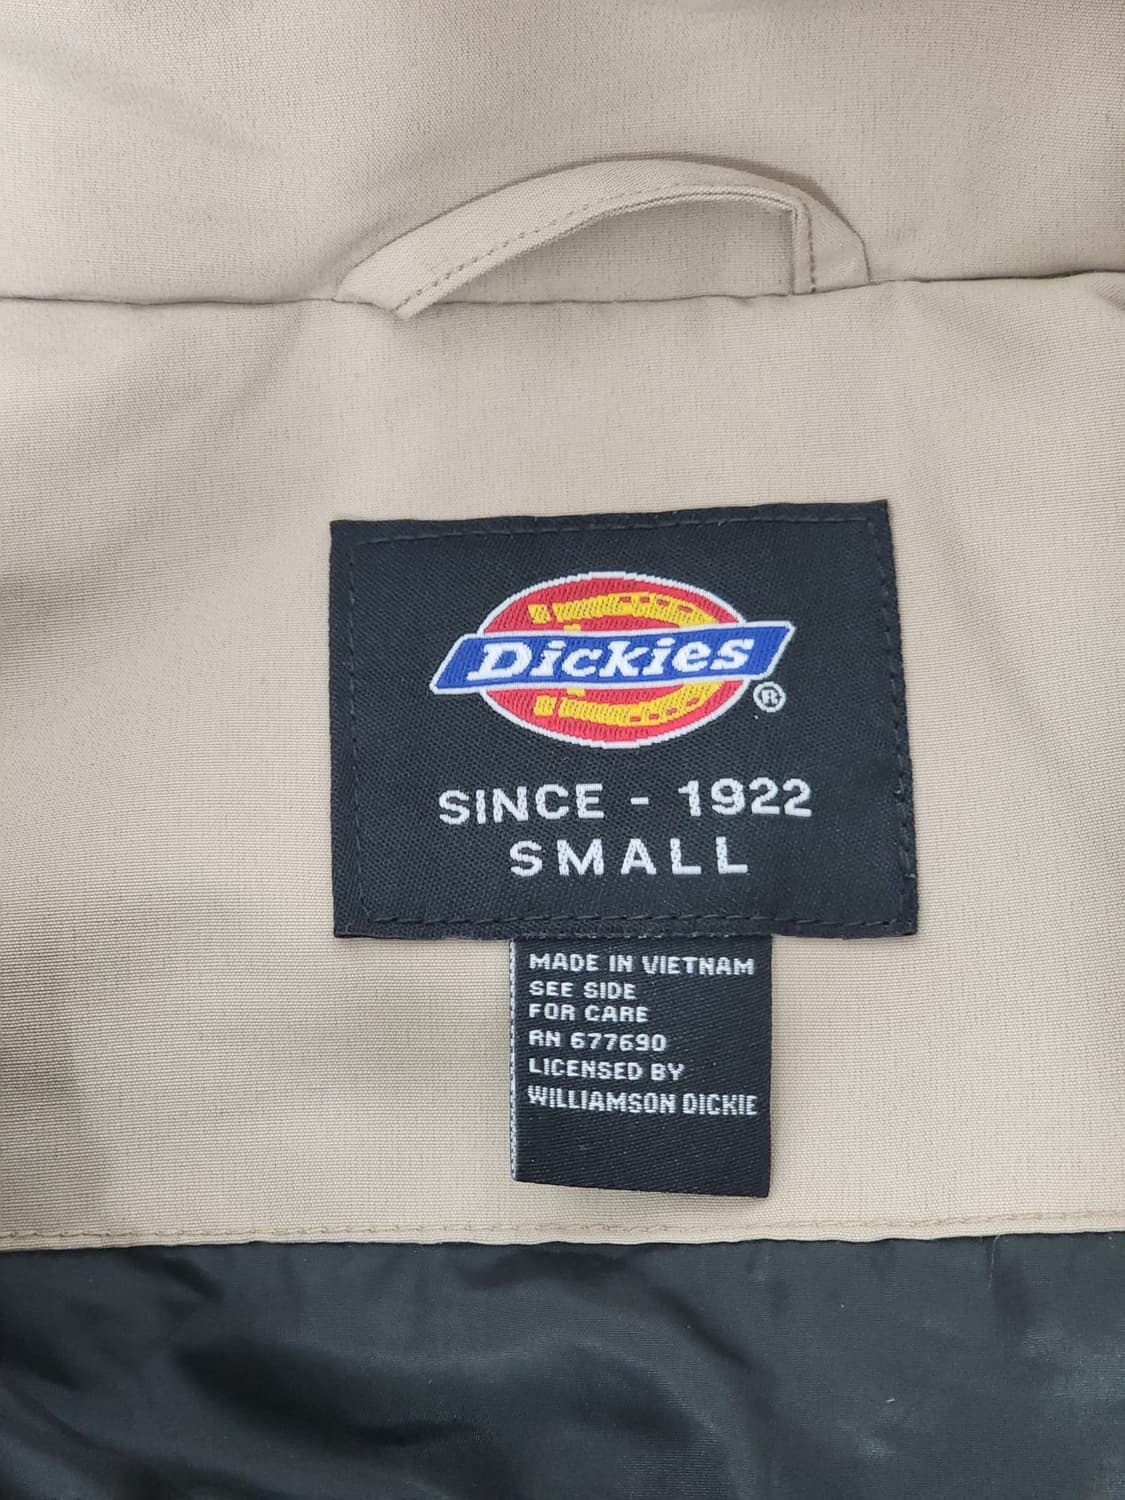 Dickies
®
SINCE - 1922
SMALL
MADE IN VIETNAM
SEE SIDE
FOR CARE
RN 677690
LICENSED BY
WILLIAMSON DICKIE